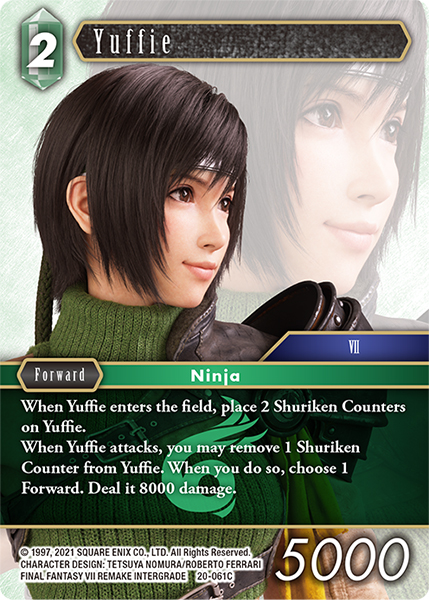 2
Yuffie
VII
Forward
Ninja
When Yuffie enters the field, place 2 Shuriken Counters
on Yuffie.
When Yuffie attacks, you may remove 1 Shuriken
Counter from Yuffie. When you do so, choose 1
Forward. Deal it 8000 damage.
© 1997, 2021 SQUARE ENIX CO., LTD. All Rights Reserved.
CHARACTER DESIGN: TETSUYA NOMURA/ROBERTO FERRARI
FINAL FANTASY VII REMAKE INTERGRADE 20-061C
5000